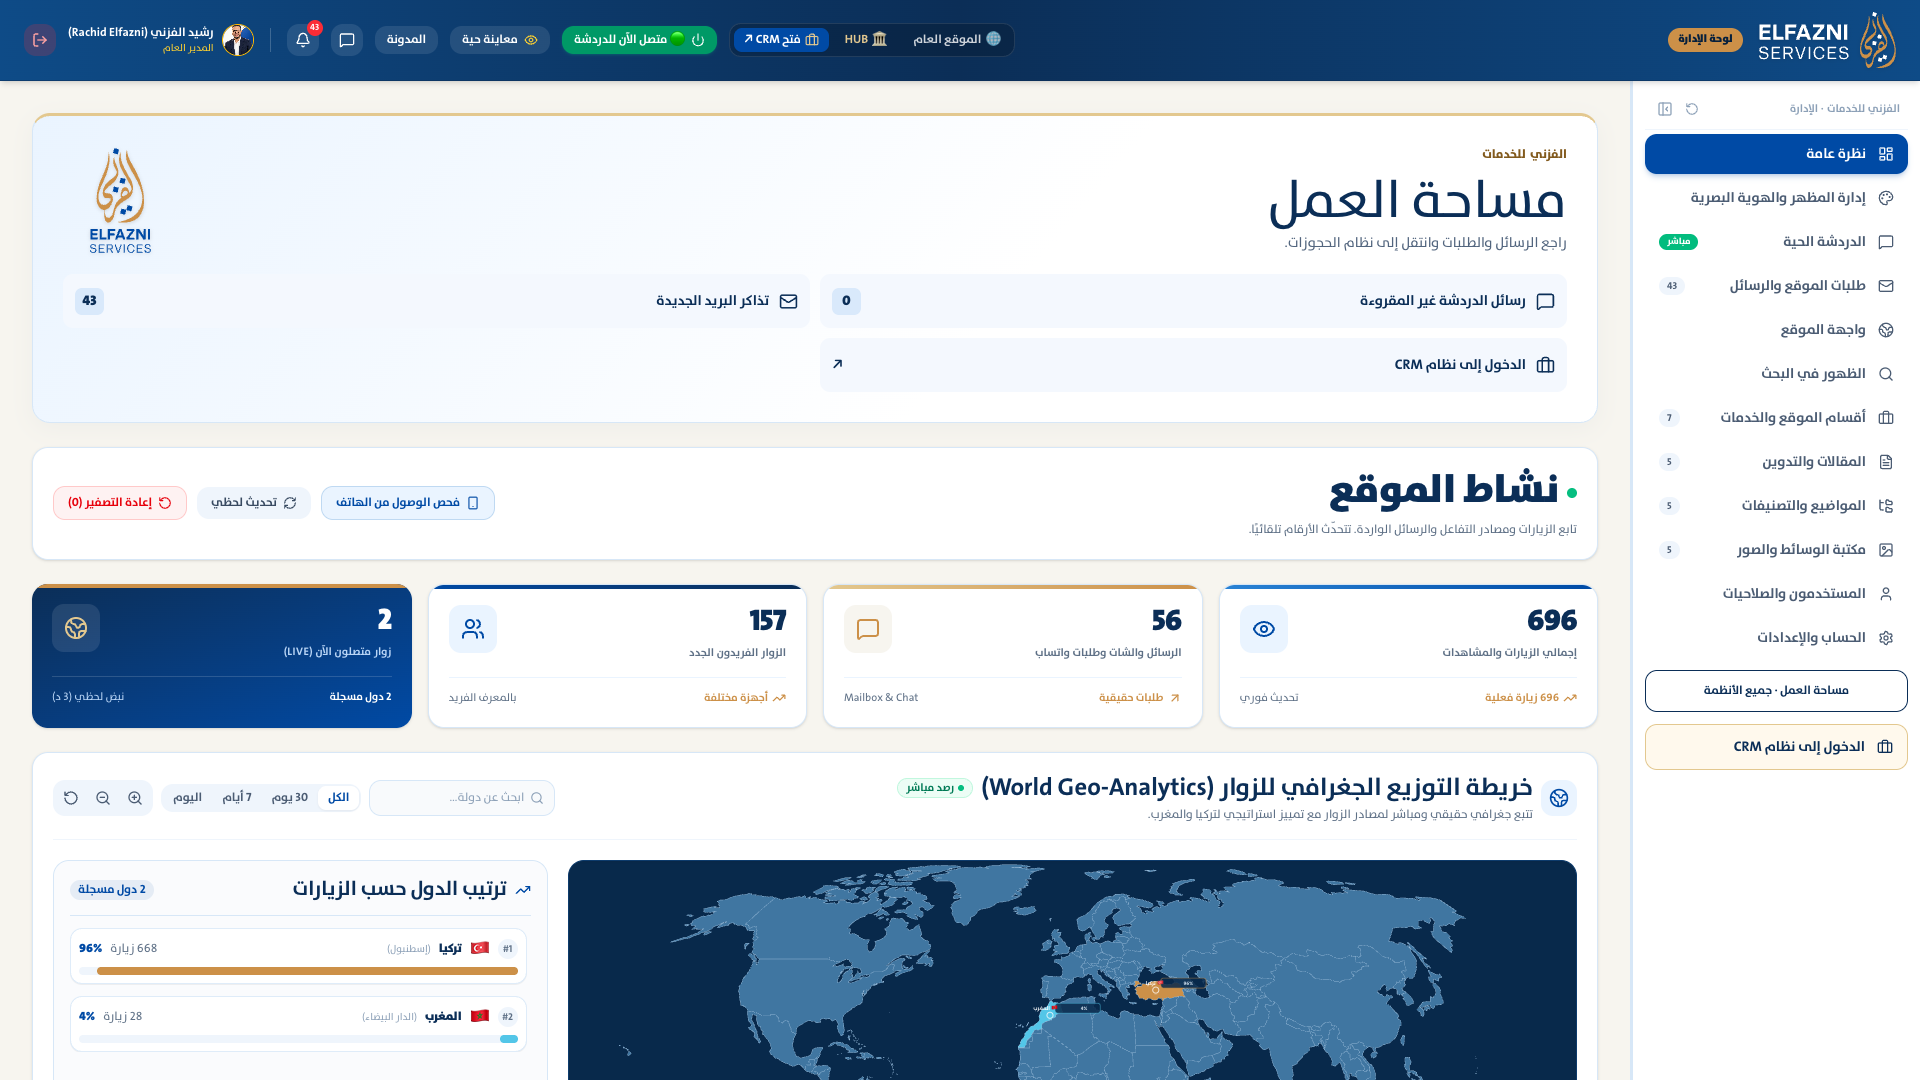 الفزني
ELFAZNI
SERVICES
لوحة الإدارة
الموقع العام
HUB
فتح CRM
متصل الآن للدردشة
معاينة حية
المدونة
43
رشيد الفزني (Rachid Elfazni)
المدير العام
الفزني للخدمات · الإدارة
نظرة عامة
إدارة المظهر والهوية البصرية
الدردشة الحية
مباشر
طلبات الموقع والرسائل
43
واجهة الموقع
الظهور في البحث
أقسام الموقع والخدمات
7
المقالات والتدوين
5
المواضيع والتصنيفات
5
مكتبة الوسائط والصور
5
المستخدمون والصلاحيات
الحساب والإعدادات
مساحة العمل · جميع الأنظمة
الدخول إلى نظام CRM
الفزني للخدمات
مساحة العمل
راجع الرسائل والطلبات وانتقل إلى نظام الحجوزات.
الفزني
ELFAZNI
SERVICES
رسائل الدردشة غير المقروءة
0
تذاكر البريد الجديدة
43
الدخول إلى نظام CRM
نشاط الموقع
تابع الزيارات ومصادر التفاعل والرسائل الواردة. تتحدّث الأرقام تلقائيًا.
فحص الوصول من الهاتف
تحديث لحظي
إعادة التصفير (0)
696
إجمالي الزيارات والمشاهدات
696 زيارة فعلية
تحديث فوري
56
الرسائل والشات وطلبات واتساب
طلبات حقيقية
Mailbox & Chat
157
الزوار الفريدون الجدد
أجهزة مختلفة
بالمعرف الفريد
2
زوار متصلون الآن (LIVE)
2 دول مسجلة
نبض لحظي (3 د)
خريطة التوزيع الجغرافي للزوار (World Geo-Analytics)
رصد مباشر
تتبع جغرافي حقيقي ومباشر لمصادر الزوار مع تمييز استراتيجي لتركيا والمغرب.
ابحث عن دولة...
الكل
30 يوم
7 أيام
اليوم
تركيا
96%
المغرب
4%
ترتيب الدول حسب الزيارات
2 دول مسجلة
#1
تركيا
(إسطنبول)
668 زيارة
96%
#2
المغرب
(الدار البيضاء)
28 زيارة
4%